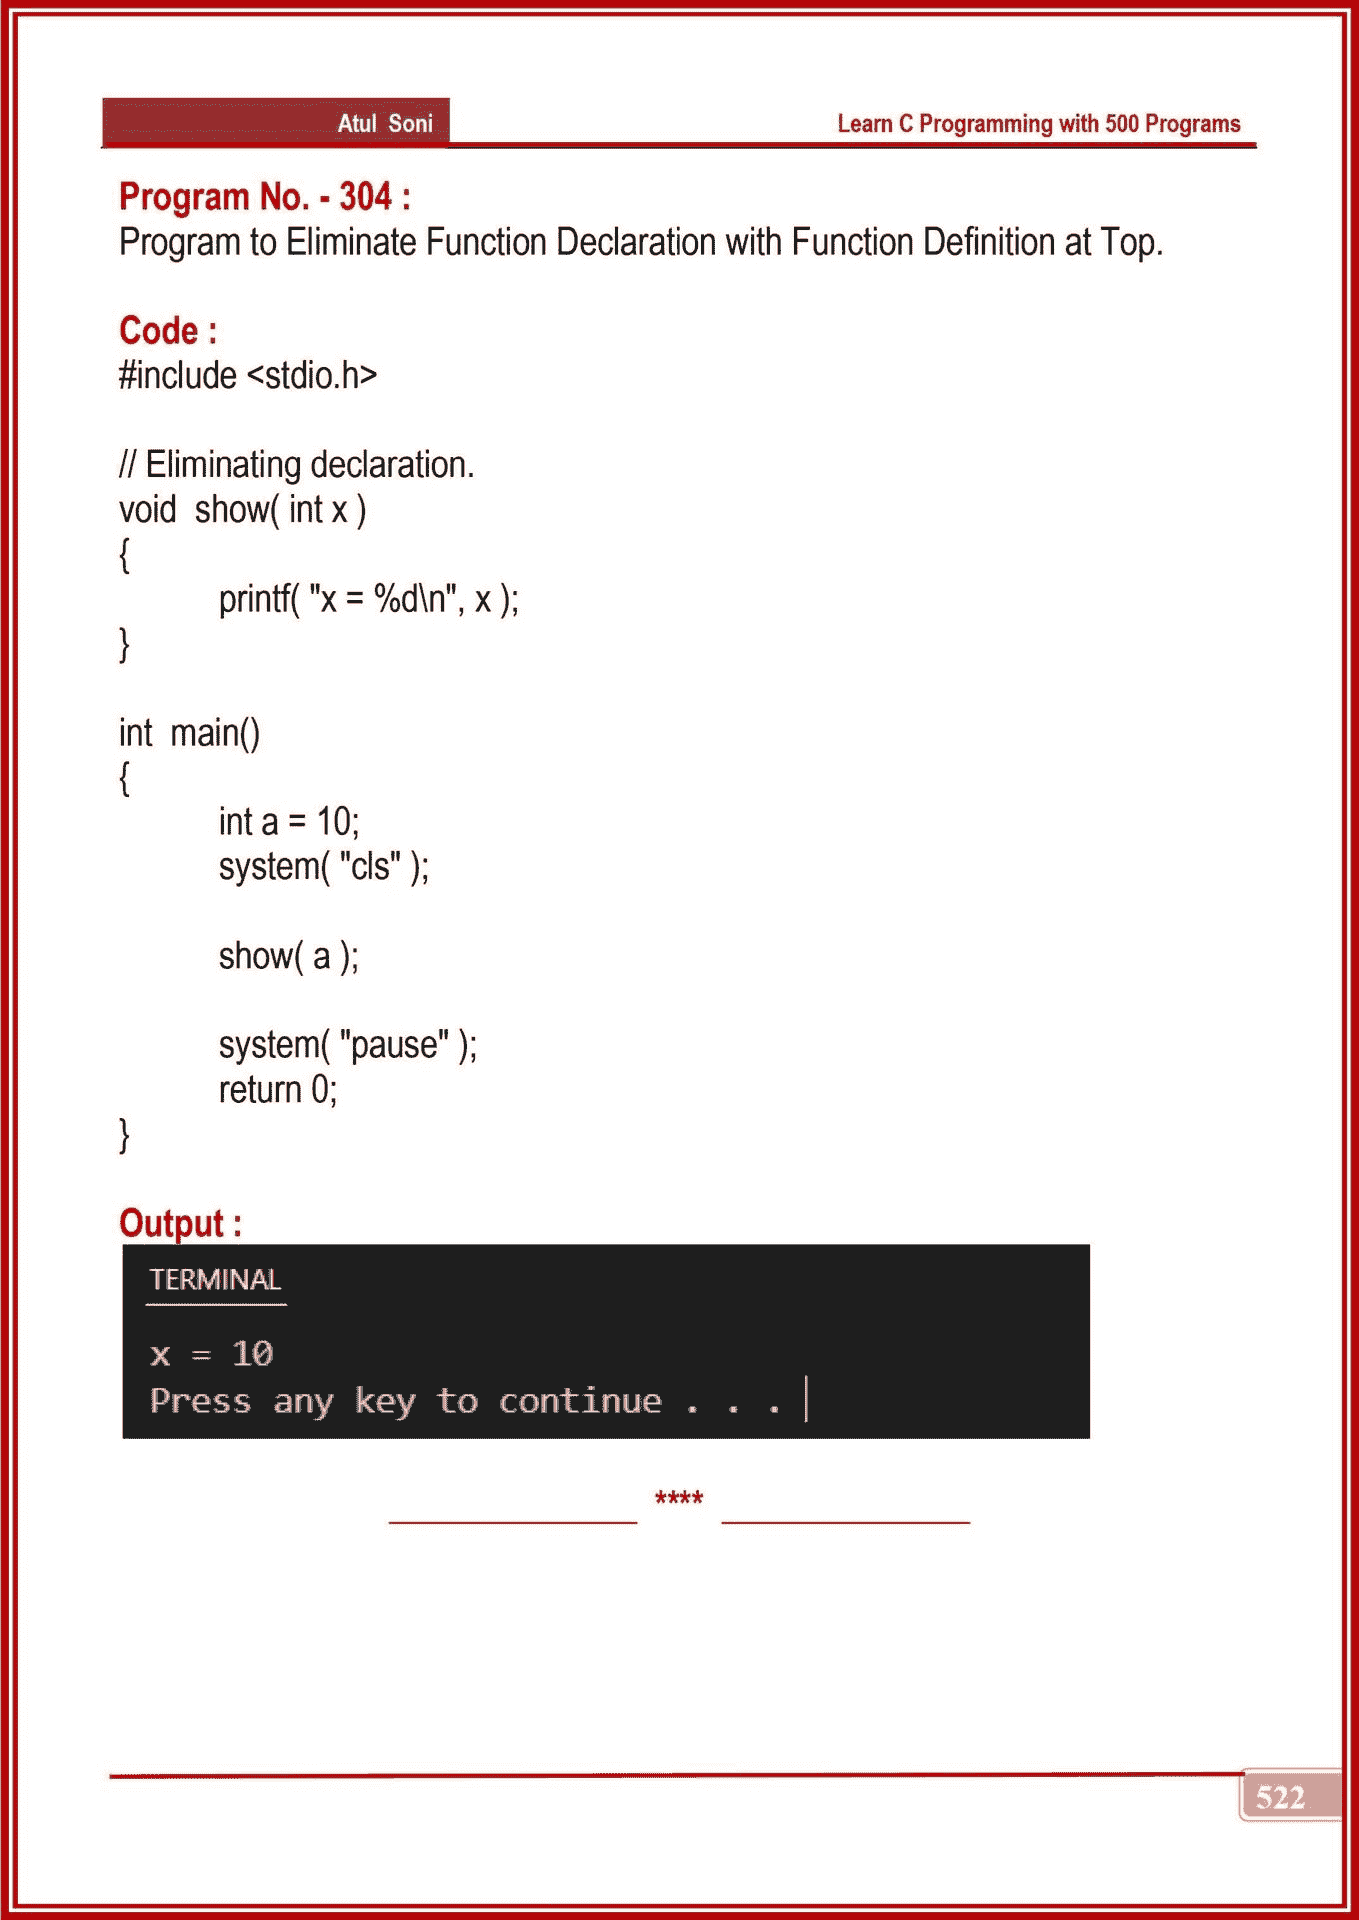 Atul Soni
Learn C Programming with 500 Programs
Program No. - 304 :
Program to Eliminate Function Declaration with Function Definition at Top.
Code :
#include <stdio.h>
// Eliminating declaration.
void show( int x )
{
printf( "x = %d\n", x );
}
int main()
{
int a = 10;
system( "cls" );
show( a );
system( "pause" );
return 0;
}
Output :
TERMINAL
x = 10
Press any key to continue . . .
****
522